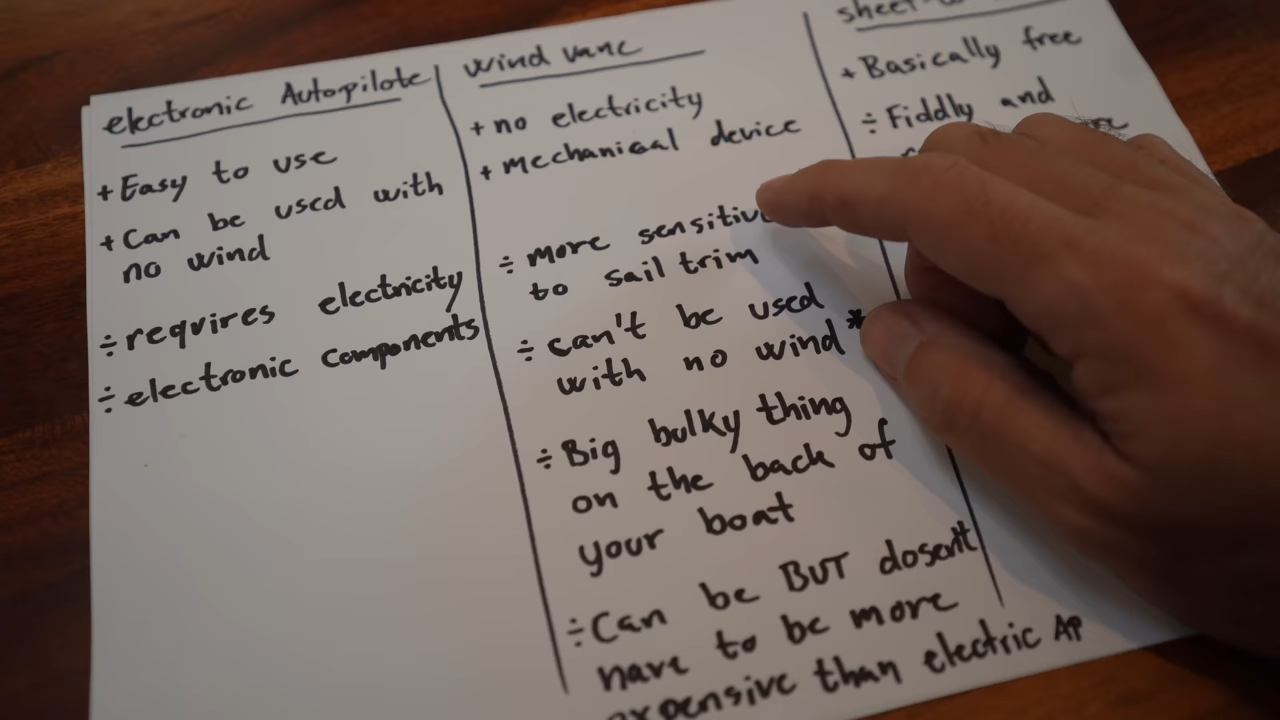 electronic Autopilote
+ Easy to use
+ Can be used with
no wind
÷ requires electricity
÷ electronic components
wind vane
+ no electricity
+ mechanical device
÷ more sensitive
to sail trim
÷ can't be used
with no wind *
÷ Big bulky thing
on the back of
your boat
÷ Can be BUT dosen't
have to be more
expensive than electric AP
+ Basically free
÷ Fiddly and